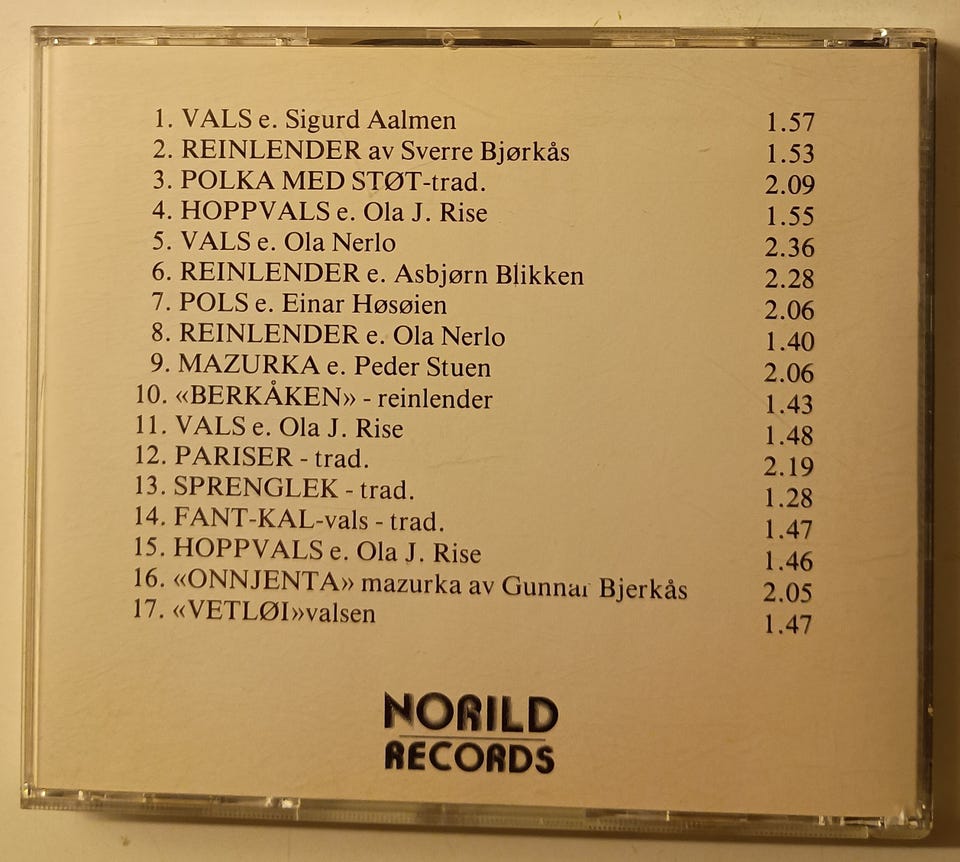 1. VALS e. Sigurd Aalmen 1.57
2. REINLENDER av Sverre Bjørkås 1.53
3. POLKA MED STØT-trad. 2.09
4. HOPPVALS e. Ola J. Rise 1.55
5. VALS e. Ola Nerlo 2.36
6. REINLENDER e. Asbjørn Blikken 2.28
7. POLS e. Einar Høsøien 2.06
8. REINLENDER e. Ola Nerlo 1.40
9. MAZURKA e. Peder Stuen 2.06
10. «BERKÅKEN» - reinlender 1.43
11. VALS e. Ola J. Rise 1.48
12. PARISER - trad. 2.19
13. SPRENGLEK - trad. 1.28
14. FANT-KAL-vals - trad. 1.47
15. HOPPVALS e. Ola J. Rise 1.46
16. «ONNJENTA» mazurka av Gunnar Bjerkås 2.05
17. «VETLØI»valsen 1.47
NORILD
RECORDS